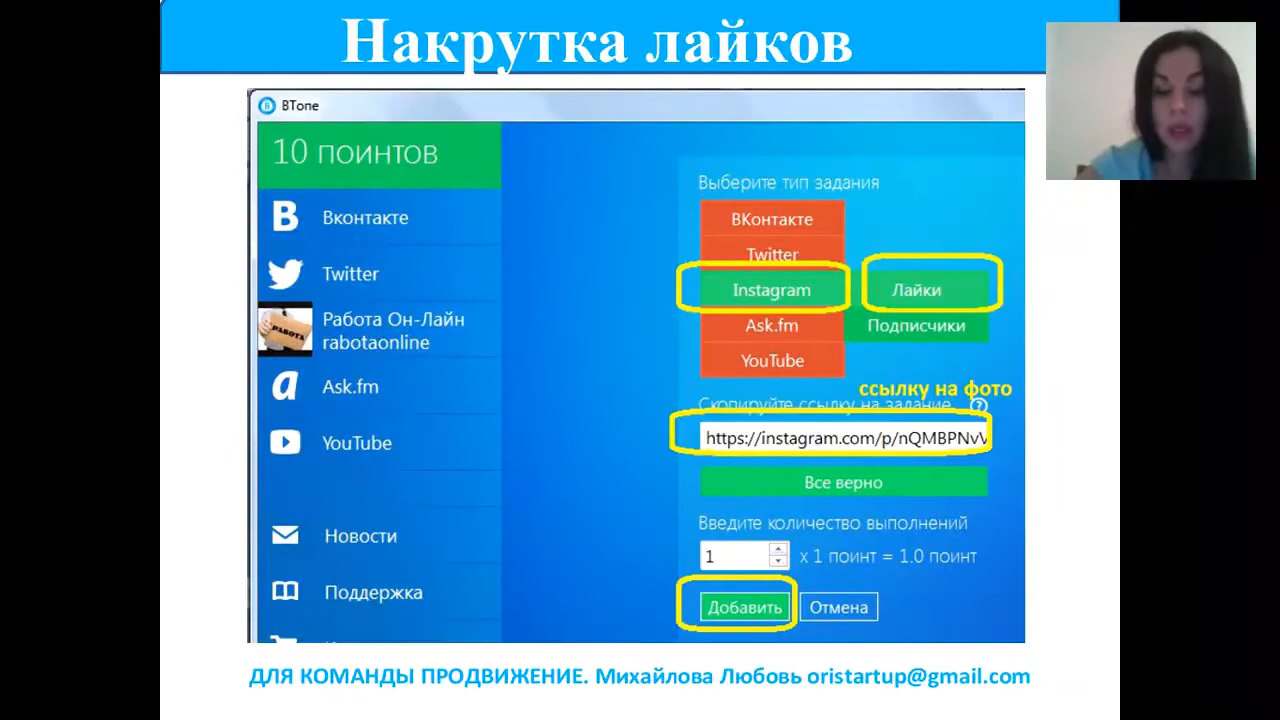 Накрутка лайков
BTone
10 поинтов
Выберите тип задания
Вконтакте
ВКонтакте
Twitter
Twitter
Instagram
Лайки
Работа Он-Лайн
rabotaonline
РАБОТА
Ask.fm
Подписчики
YouTube
Ask.fm
ссылку на фото
Скопируйте ссылку на задание
?
YouTube
https://instagram.com/p/nQMBPNvV
Все верно
Введите количество выполнений
Новости
1
x 1 поинт = 1.0 поинт
Поддержка
Добавить
Отмена
ДЛЯ КОМАНДЫ ПРОДВИЖЕНИЕ. Михайлова Любовь oristartup@gmail.com